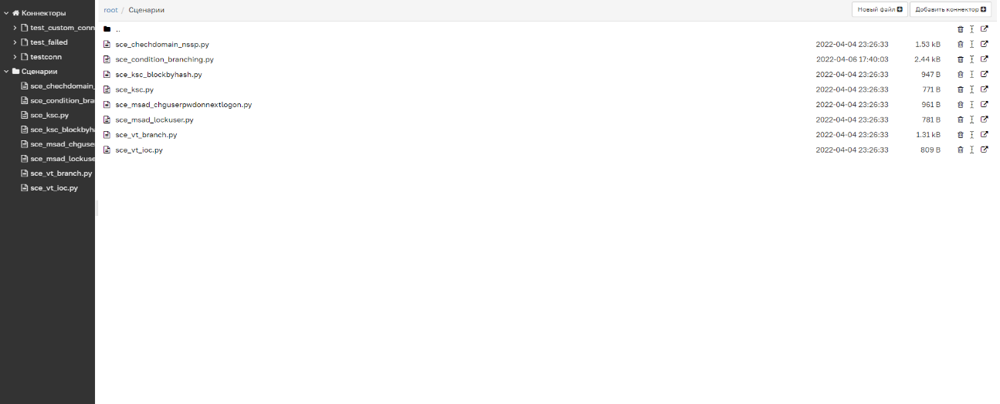 Коннекторы
test_custom_conn
test_failed
testconn
Сценарии
sce_chechdomain_
sce_condition_bra
sce_ksc.py
sce_ksc_blockbyha
sce_msad_chguser
sce_msad_lockuse
sce_vt_branch.py
sce_vt_ioc.py
root / Сценарии
Новый файл
Добавить коннектор
..
sce_chechdomain_nssp.py 2022-04-04 23:26:33 1.53 kB
sce_condition_branching.py 2022-04-06 17:40:03 2.44 kB
sce_ksc_blockbyhash.py 2022-04-04 23:26:33 947 B
sce_ksc.py 2022-04-04 23:26:33 771 B
sce_msad_chguserpwdonnextlogon.py 2022-04-04 23:26:33 961 B
sce_msad_lockuser.py 2022-04-04 23:26:33 781 B
sce_vt_branch.py 2022-04-04 23:26:33 1.31 kB
sce_vt_ioc.py 2022-04-04 23:26:33 809 B